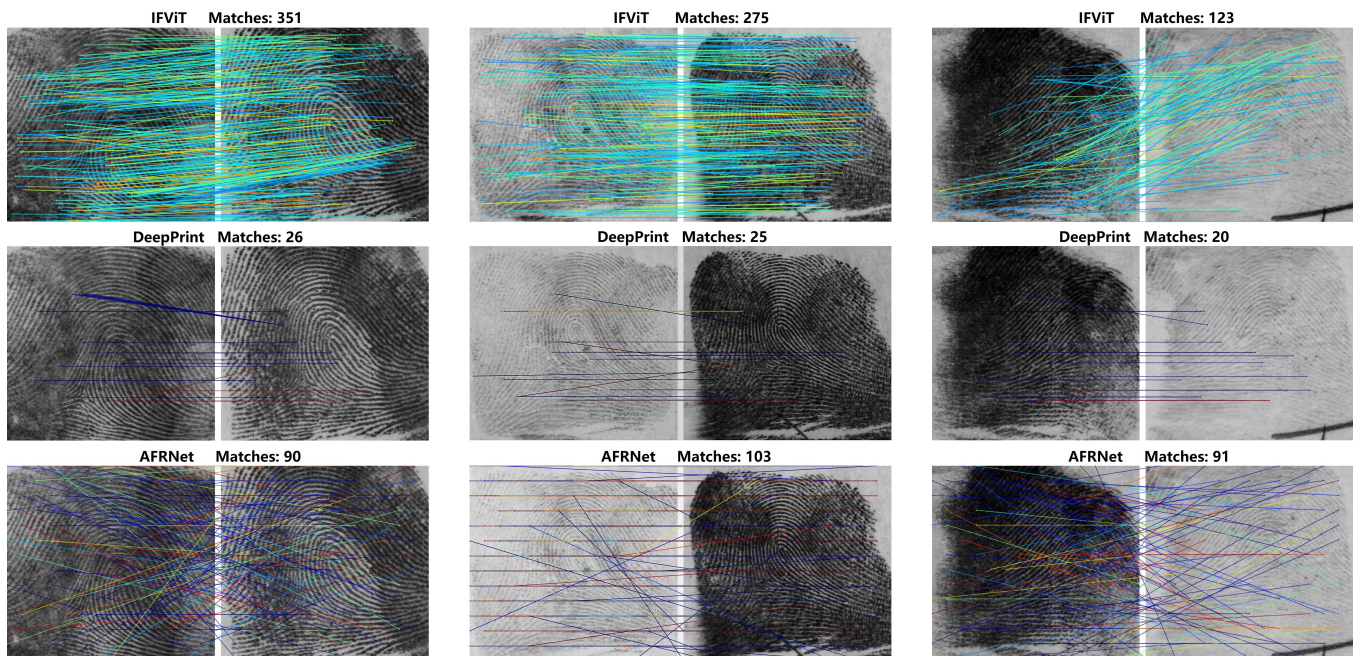 IFViT Matches: 351
IFViT Matches: 275
IFViT Matches: 123
DeepPrint Matches: 26
DeepPrint Matches: 25
DeepPrint Matches: 20
AFRNet Matches: 90
AFRNet Matches: 103
AFRNet Matches: 91